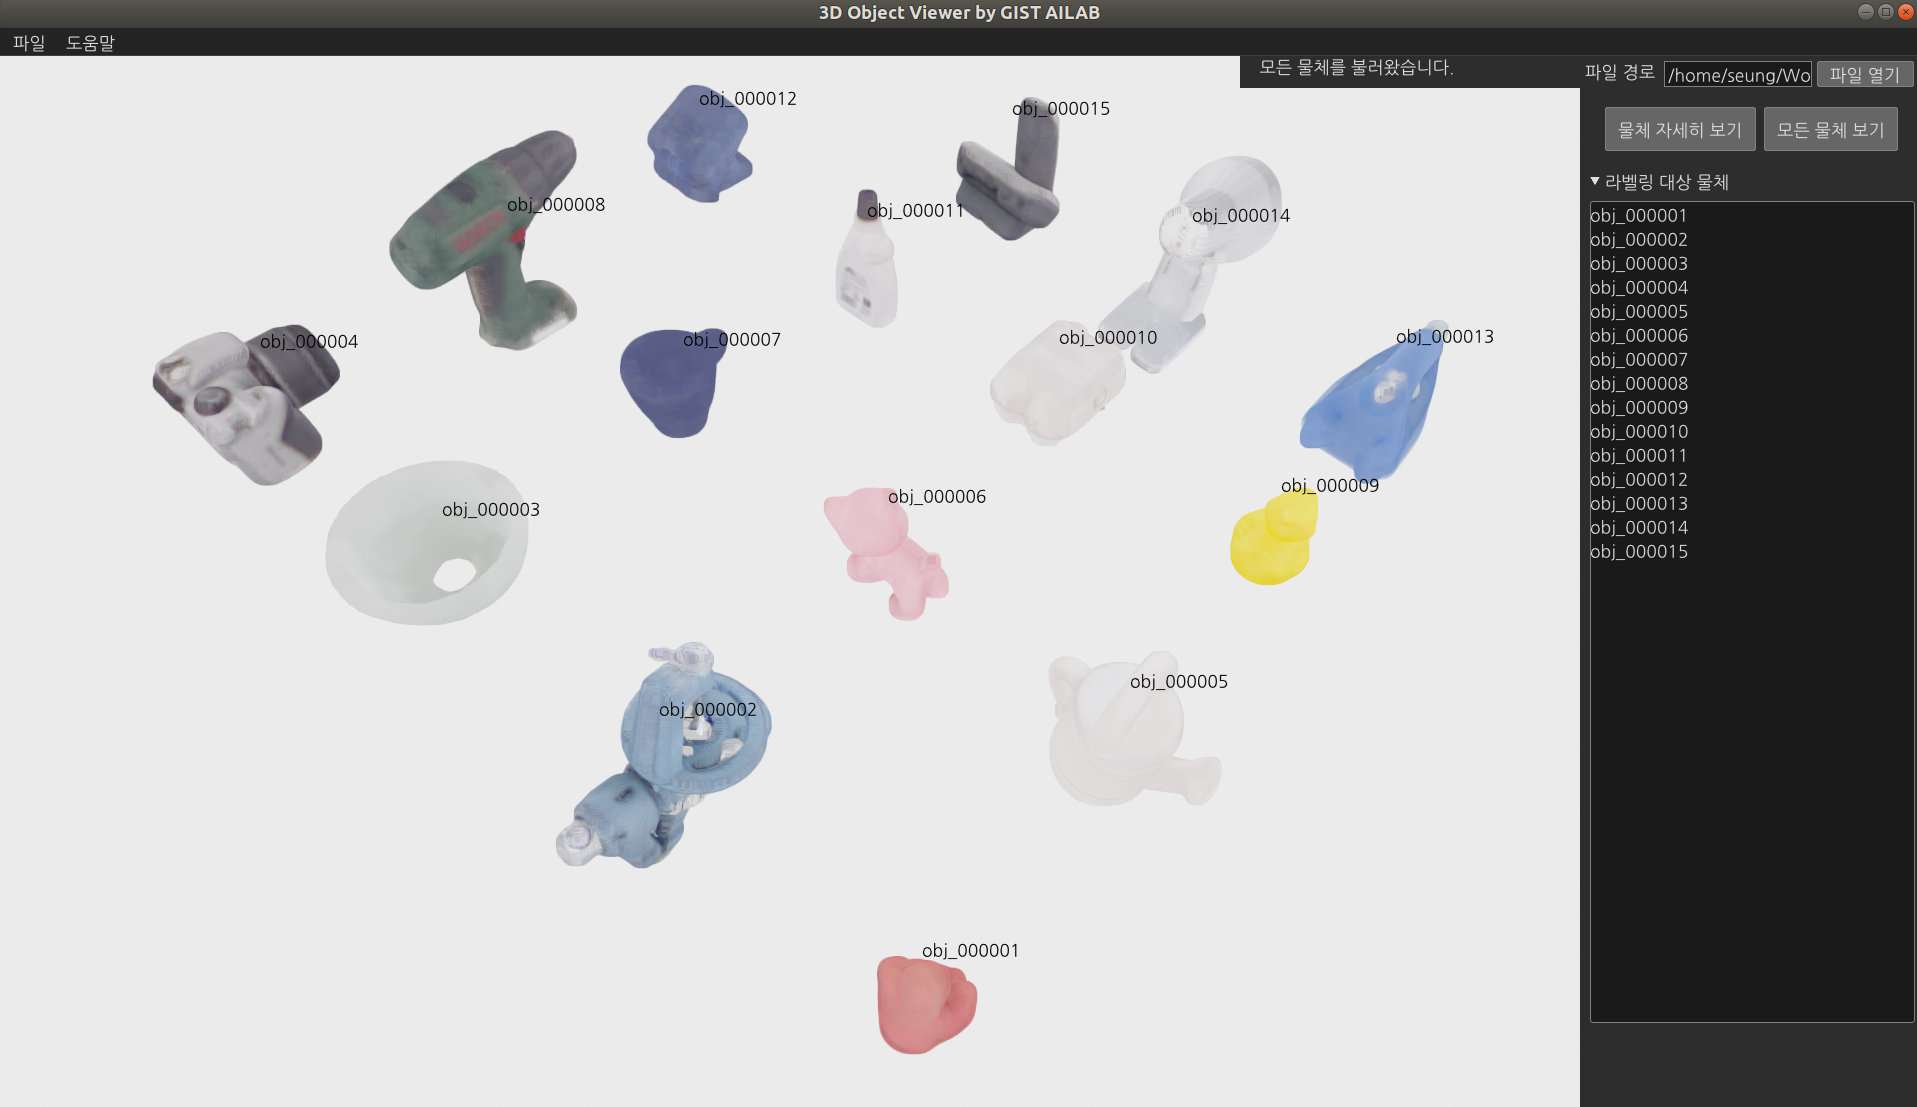 3D Object Viewer by GIST AILAB
파일 도움말
모든 물체를 불러왔습니다.
파일 경로 /home/seung/Wo 파일 열기
물체 자세히 보기 모든 물체 보기
라벨링 대상 물체
obj_000001
obj_000002
obj_000003
obj_000004
obj_000005
obj_000006
obj_000007
obj_000008
obj_000009
obj_000010
obj_000011
obj_000012
obj_000013
obj_000014
obj_000015
obj_000012
obj_000015
obj_000008
obj_000011
obj_000014
obj_000004
obj_000007
obj_000010
obj_000013
obj_000003
obj_000006
obj_000009
obj_000002
obj_000005
obj_000001